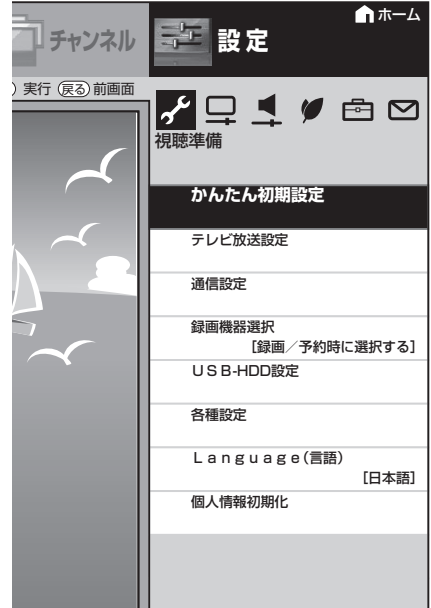 ホーム
チャンネル 設定
実行 戻る 前画面
視聴準備
かんたん初期設定
テレビ放送設定
通信設定
録画機器選択
[録画／予約時に選択する]
ＵＳＢ-HDD設定
各種設定
Ｌａｎｇｕａｇｅ(言語)
[日本語]
個人情報初期化